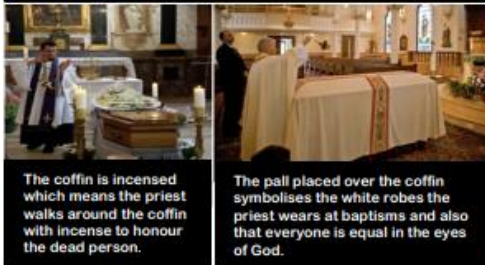 The coffin is incensed
which means the priest
walks around the coffin
with incense to honour
the dead person.
The pall placed over the coffin
symbolises the white robes the
priest wears at baptisms and also
that everyone is equal in the eyes
of God.